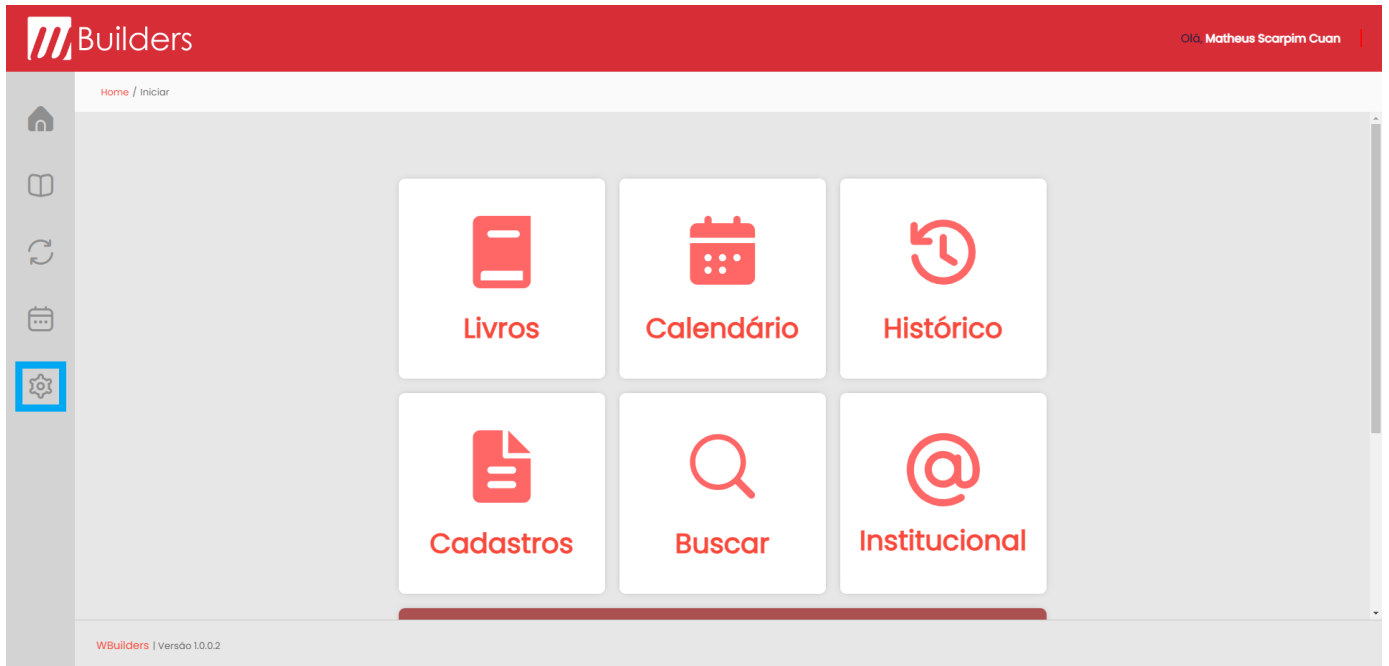 Builders
Olá, Matheus Scarpim Cuan
Home / Iniciar
Livros
Calendário
Histórico
Cadastros
Buscar
Institucional
WBuilders | Versão 1.0.0.2